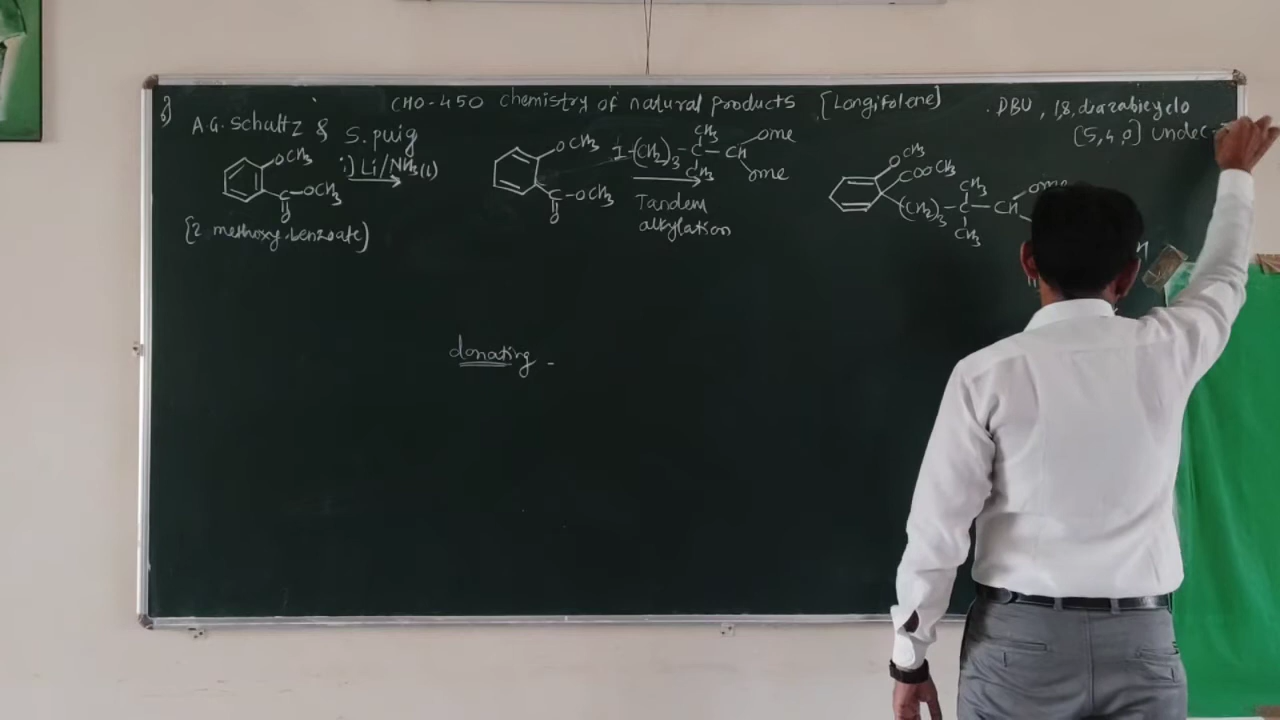 CHO-450 chemistry of natural products [Longifolene]
A.G. Schultz & S. puig
OCH3
C-OCH3
O
i) Li/NH3(l)
[2. methoxy. benzoate)
OCH3
C-OCH3
O
I-(CH2)3-C-CH
CH3
CH3
ome
ome
Tandem
alkylation
OCH3
COOCH3
(CH2)3-C-CH
CH3
CH3
ome
. DBU, 1,8, diazabicyclo
[5,4,0] Undec-7
donating -